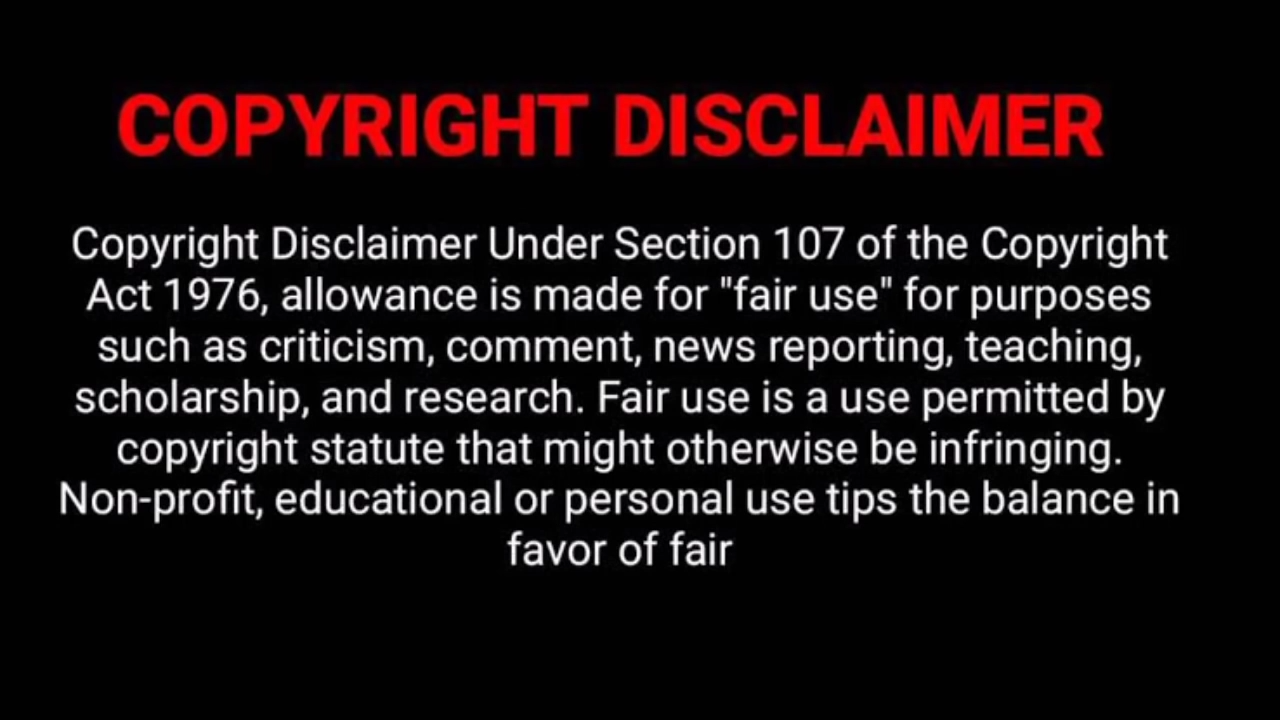 COPYRIGHT DISCLAIMER
Copyright Disclaimer Under Section 107 of the Copyright
Act 1976, allowance is made for "fair use" for purposes
such as criticism, comment, news reporting, teaching,
scholarship, and research. Fair use is a use permitted by
copyright statute that might otherwise be infringing.
Non-profit, educational or personal use tips the balance in
favor of fair